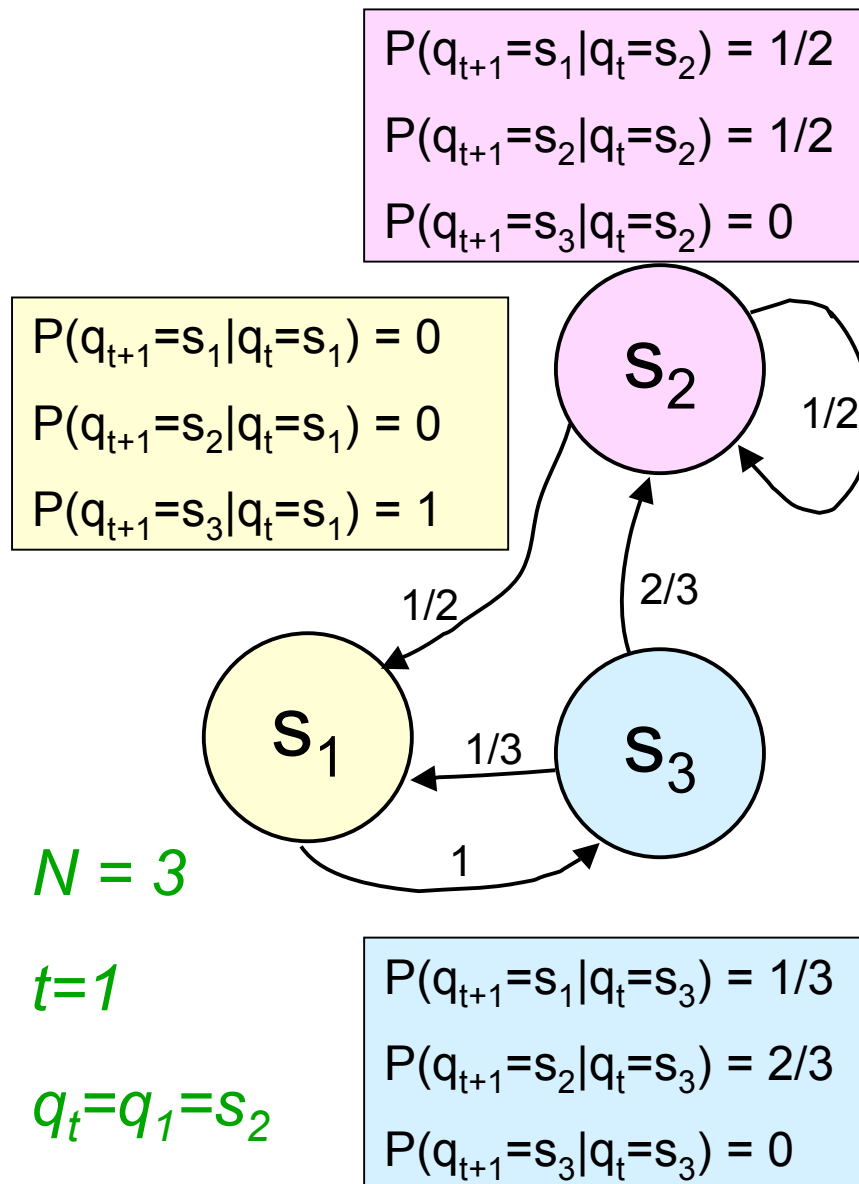 P(qₜ₊₁=s₁|qₜ=s₂) = 1/2
P(qₜ₊₁=s₂|qₜ=s₂) = 1/2
P(qₜ₊₁=s₃|qₜ=s₂) = 0
P(qₜ₊₁=s₁|qₜ=s₁) = 0
P(qₜ₊₁=s₂|qₜ=s₁) = 0
P(qₜ₊₁=s₃|qₜ=s₁) = 1
s₂
1/2
1/2
2/3
s₁
1/3
s₃
1
N = 3
t=1
qₜ=q₁=s₂
P(qₜ₊₁=s₁|qₜ=s₃) = 1/3
P(qₜ₊₁=s₂|qₜ=s₃) = 2/3
P(qₜ₊₁=s₃|qₜ=s₃) = 0